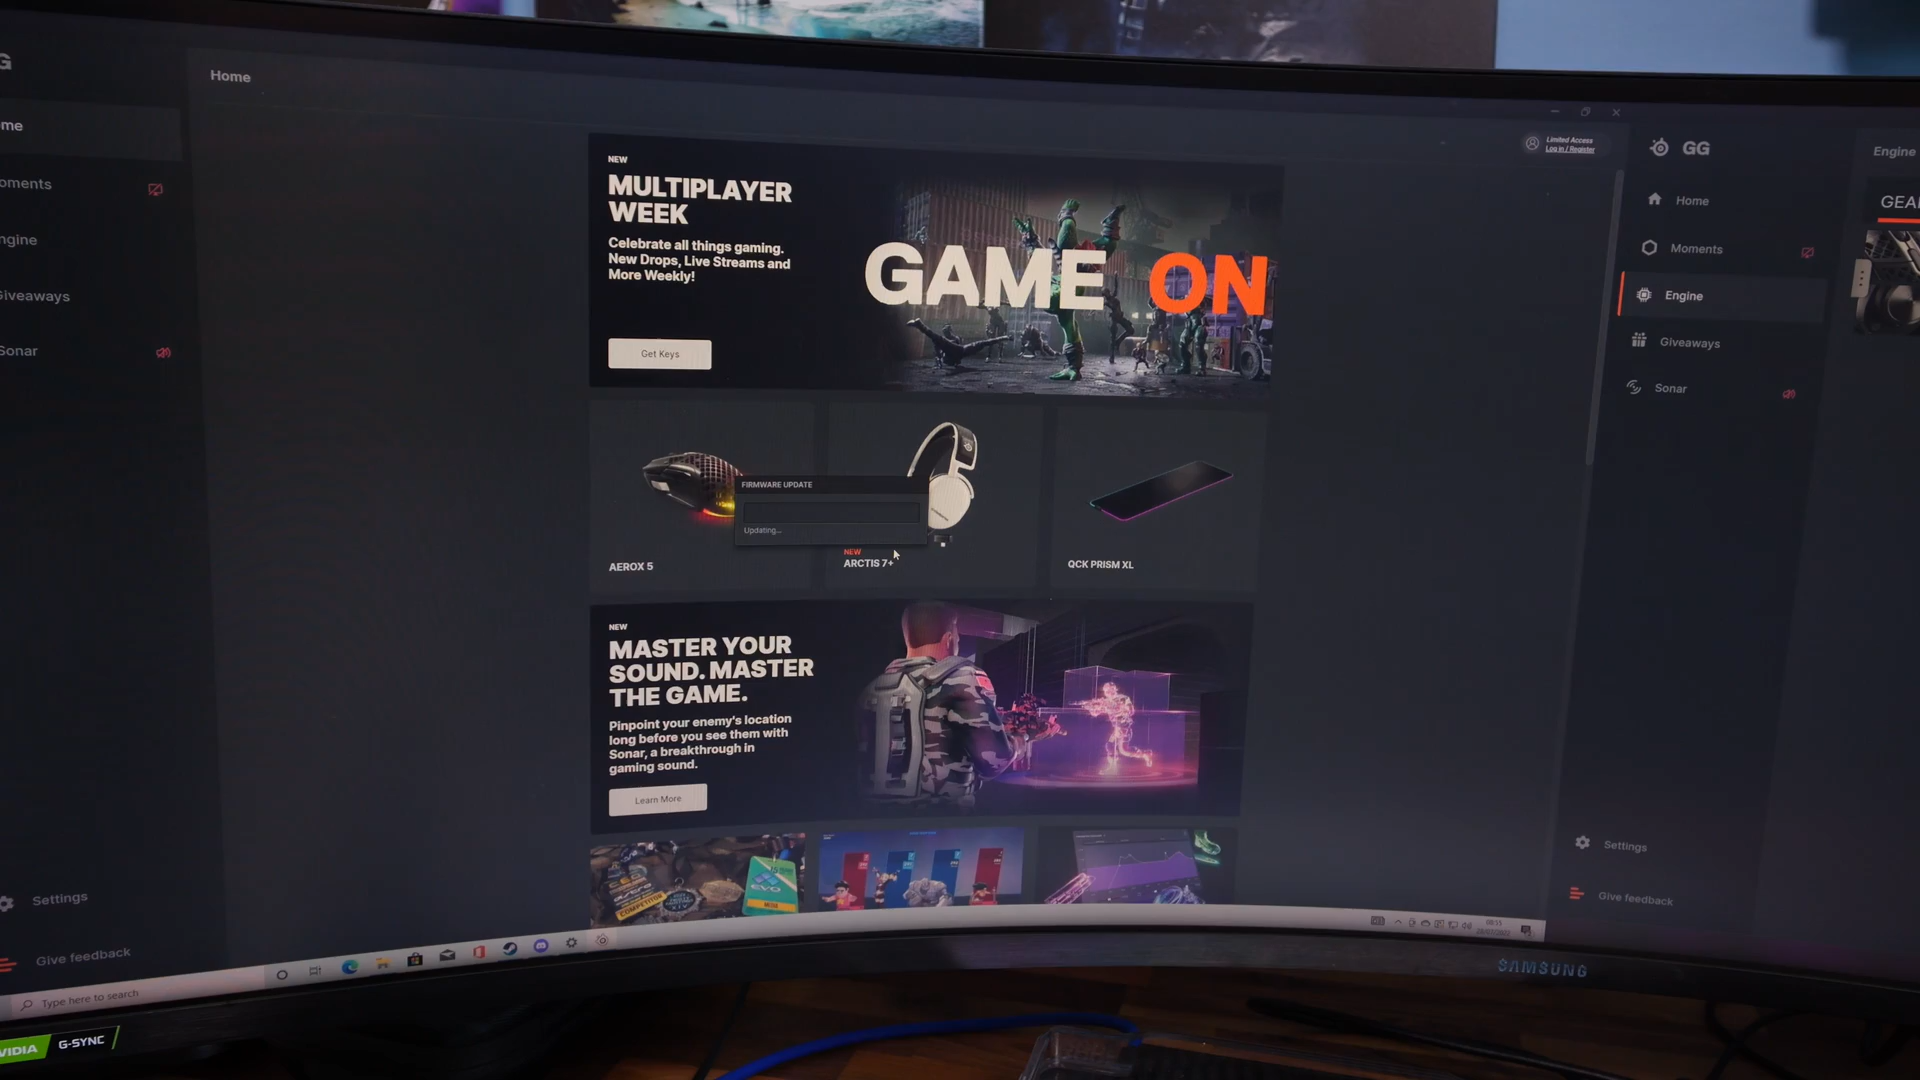 G
Home
me
oments
ngine
iveaways
Sonar
Settings
Give feedback
NEW
MULTIPLAYER
WEEK
Celebrate all things gaming.
New Drops, Live Streams and
More Weekly!
Get Keys
GAME ON
Limited Access
Log in / Register
FIRMWARE UPDATE
Updating...
AEROX 5
NEW
ARCTIS 7+
QCK PRISM XL
NEW
MASTER YOUR
SOUND. MASTER
THE GAME.
Pinpoint your enemy's location
long before you see them with
Sonar, a breakthrough in
gaming sound.
Learn More
COMPETITOR
EVO
GG
Home
Moments
Engine
Giveaways
Sonar
Settings
Give feedback
Engine
GEA
Type here to search
SAMSUNG
VIDIA G-SYNC